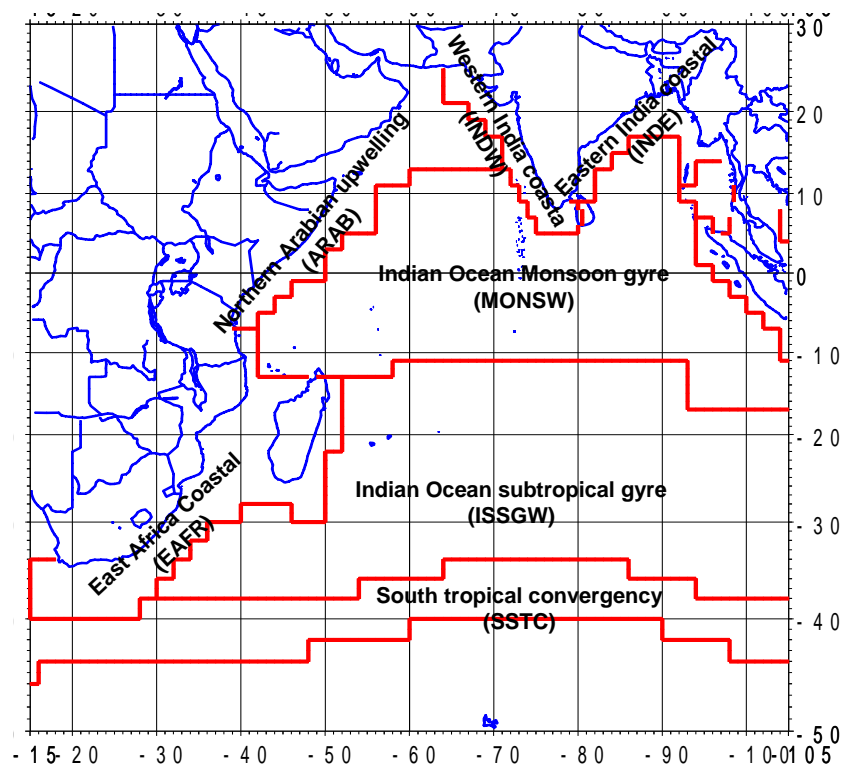 30
20
10
0
- 10
- 20
- 30
- 40
- 50
Northern Arabian upwelling
(ARAB)
Western India coasta
(INDW)
Eastern India coastal
(INDE)
Indian Ocean Monsoon gyre
(MONSW)
East Africa Coastal
(EAFR)
Indian Ocean subtropical gyre
(ISSGW)
South tropical convergency
(SSTC)
- 15 - 20 - 30 - 40 - 50 - 60 - 70 - 80 - 90 - 100 - 105